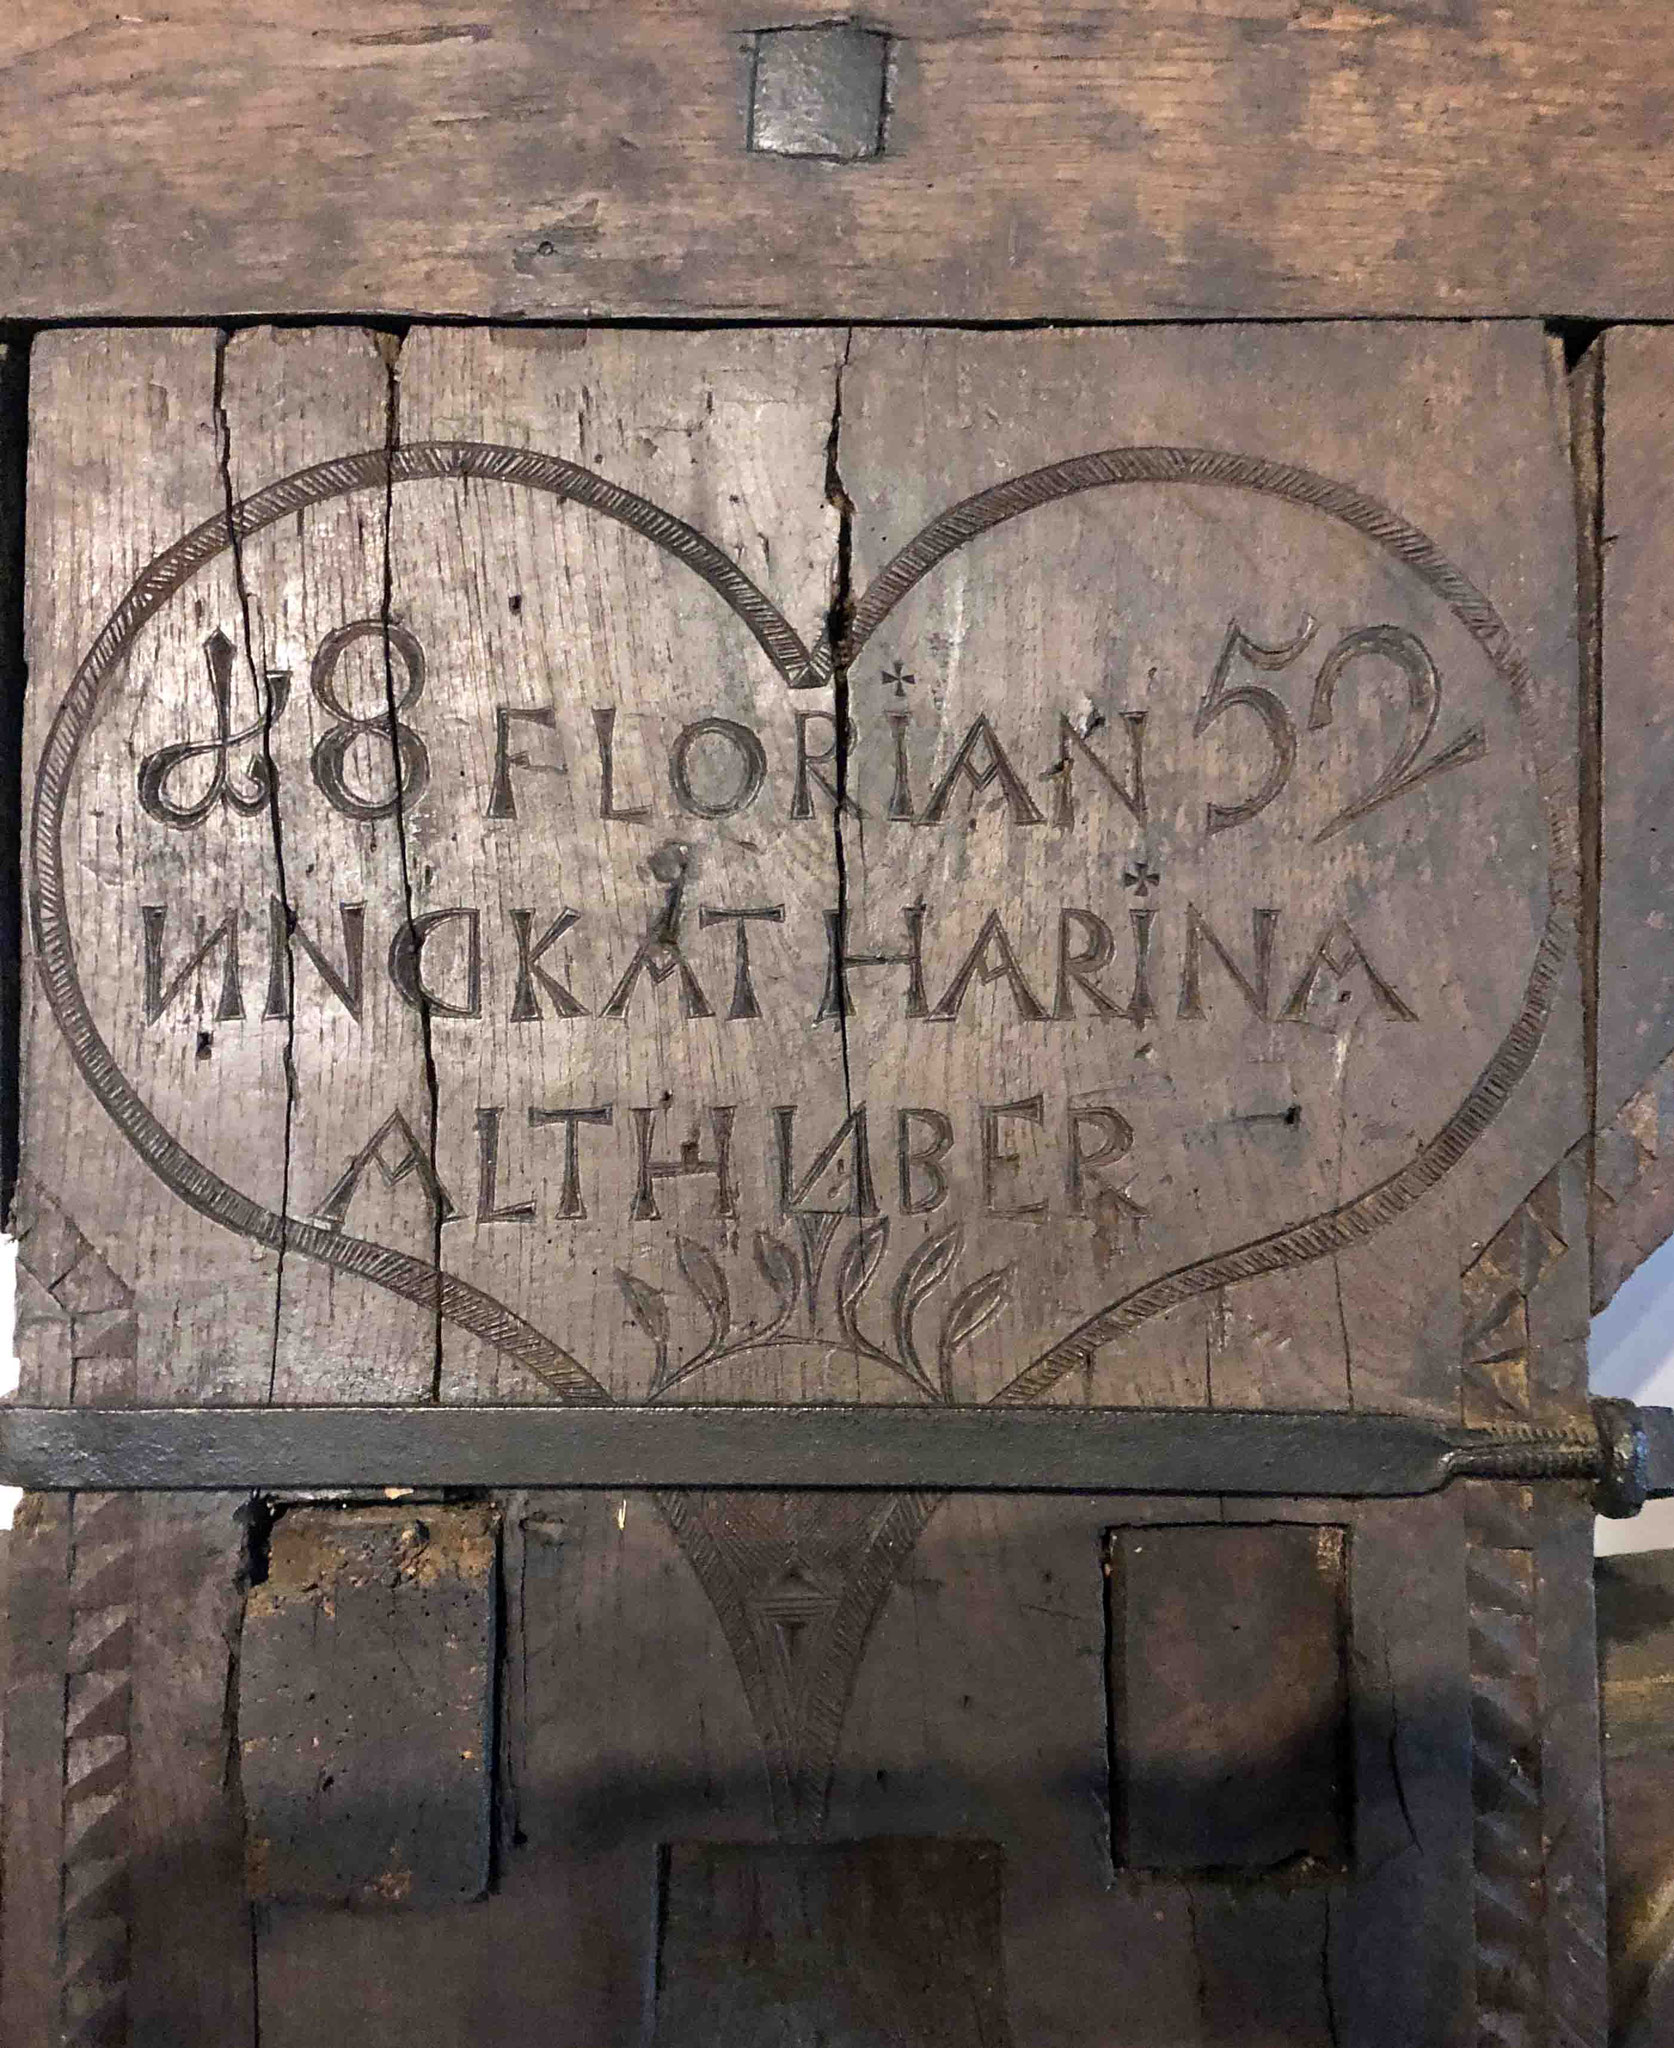 18 FLORIAN 52
UND KATHARINA
ALTHUBER